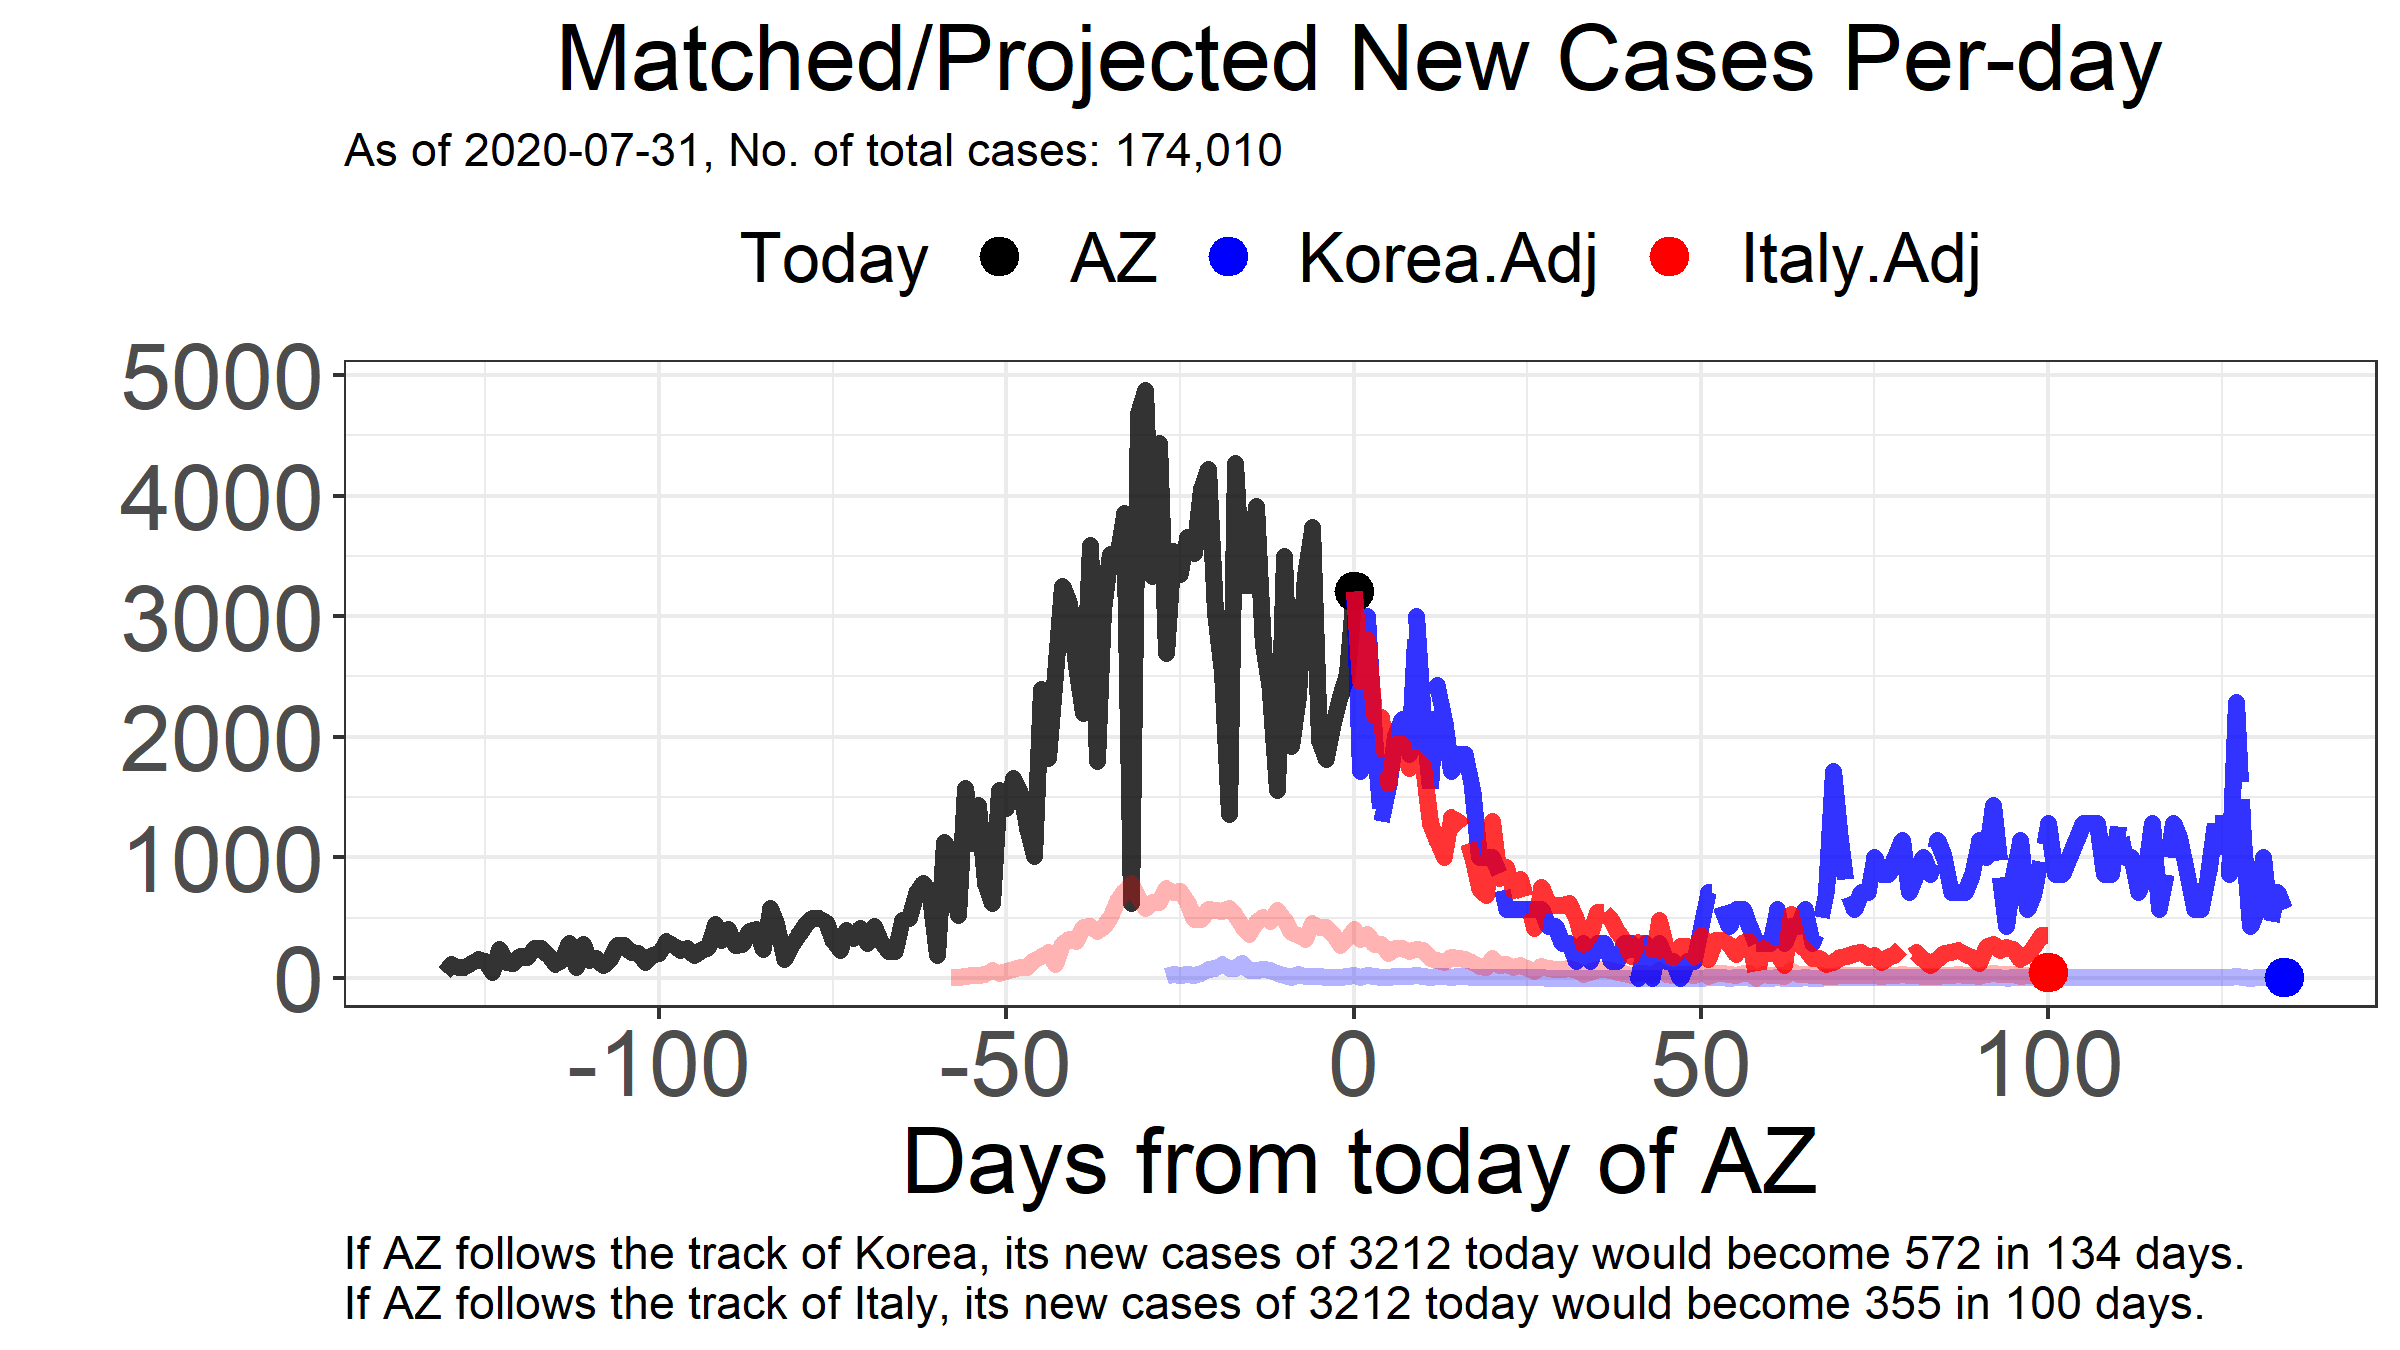 Matched/Projected New Cases Per-day
As of 2020-07-31, No. of total cases: 174,010
Today AZ Korea.Adj Italy.Adj
5000
4000
3000
2000
1000
0
-100 -50 0 50 100
Days from today of AZ
If AZ follows the track of Korea, its new cases of 3212 today would become 572 in 134 days.
If AZ follows the track of Italy, its new cases of 3212 today would become 355 in 100 days.